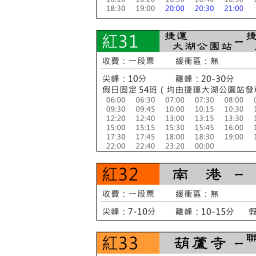 18:30 19:00 20:00 20:30 21:00
紅31 捷運
大湖公園站－
收費：一段票 緩衝區：無
尖峰：10分 離峰：20-30分
假日固定 54班（均由捷運大湖公園站發
06:00 06:30 07:00 07:30 08:00
09:30 09:45 10:00 10:15 10:30
12:20 12:40 13:00 13:15 13:30
15:00 15:15 15:30 15:45 16:00
17:30 17:45 18:00 18:30 19:00
22:00 22:40 23:20 00:00
紅32 南 港－
收費：一段票 緩衝區：無
尖峰：7-10分 離峰：10-15分 假
紅33 葫蘆寺－聯